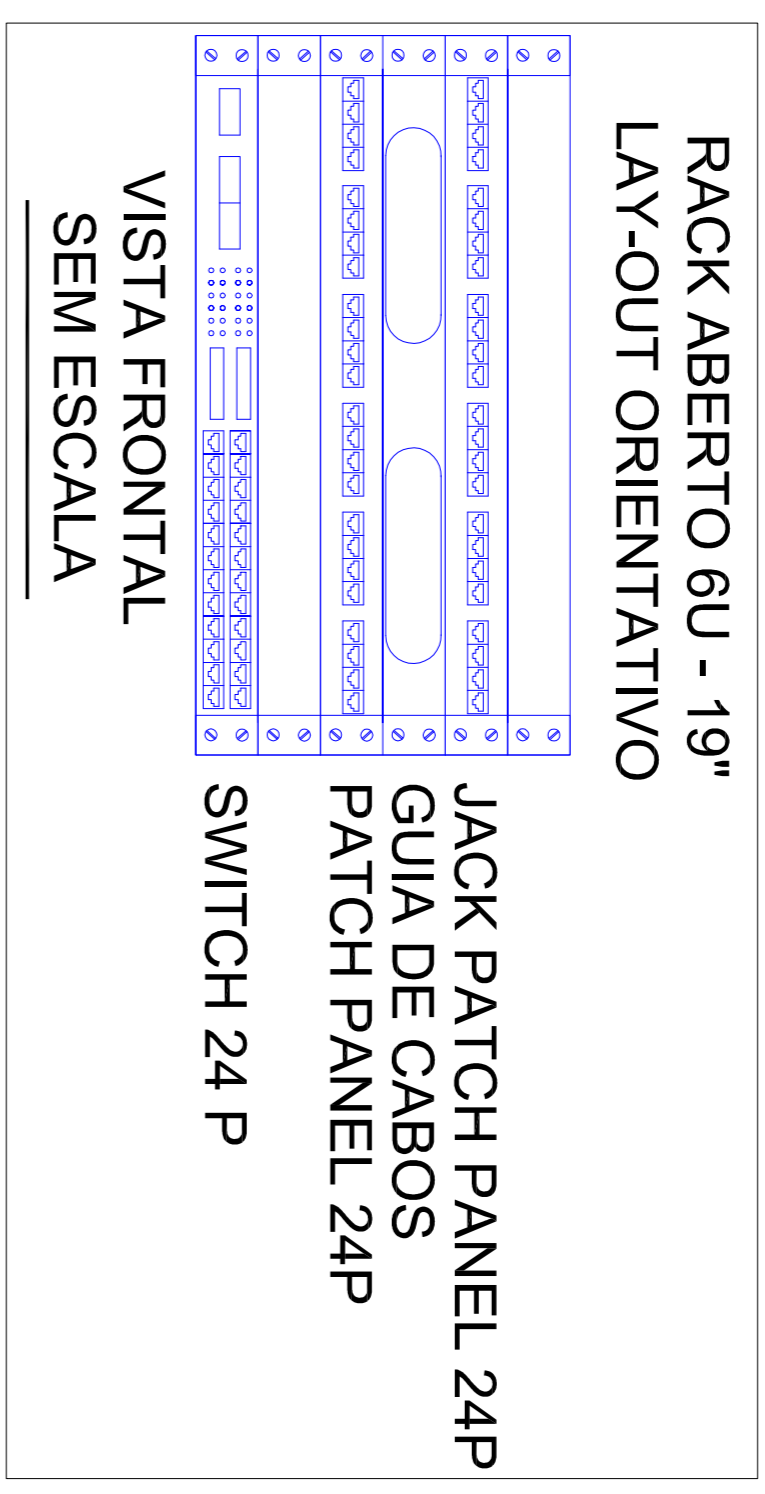 RACK ABERTO 6U - 19"
LAY-OUT ORIENTATIVO
JACK PATCH PANEL 24P
GUIA DE CABOS
PATCH PANEL 24P
SWITCH 24 P
VISTA FRONTAL
SEM ESCALA